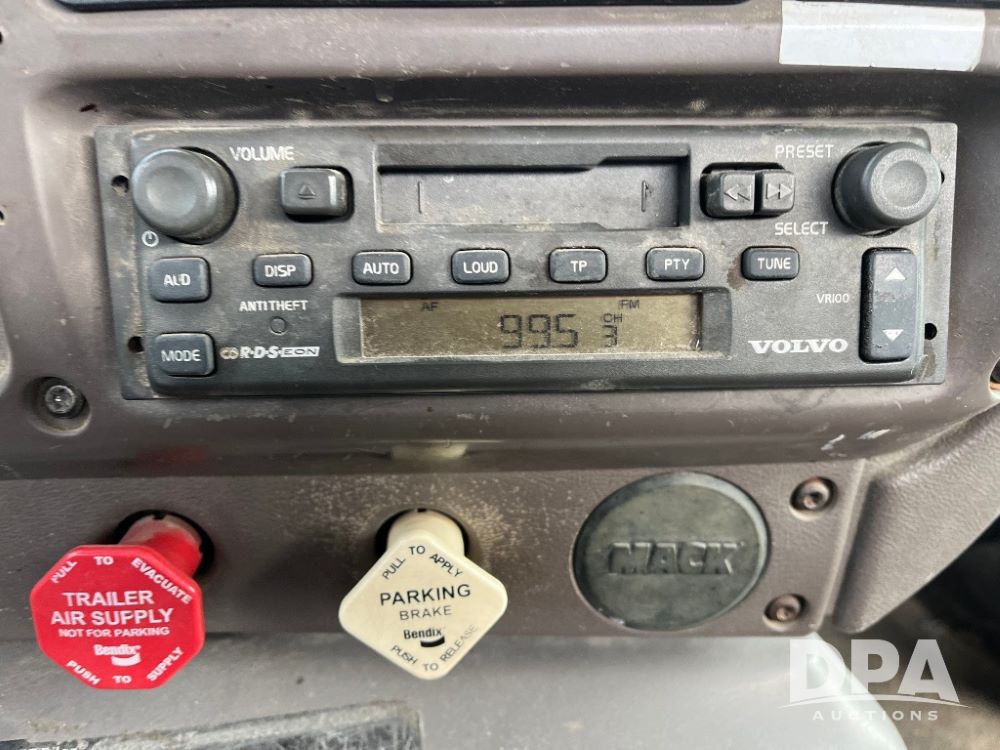 VOLUME
PRESET
SELECT
AUD
DISP
AUTO
LOUD
TP
PTY
TUNE
ANTITHEFT
VR100
MODE
R·D·S·EON
AF
FM
995
CH
3
VOLVO
PULL TO EVACUATE
TRAILER
AIR SUPPLY
NOT FOR PARKING
Bendix
PUSH TO SUPPLY
PULL TO APPLY
PARKING
BRAKE
Bendix
PUSH TO RELEASE
MACK
DPA
AUCTIONS